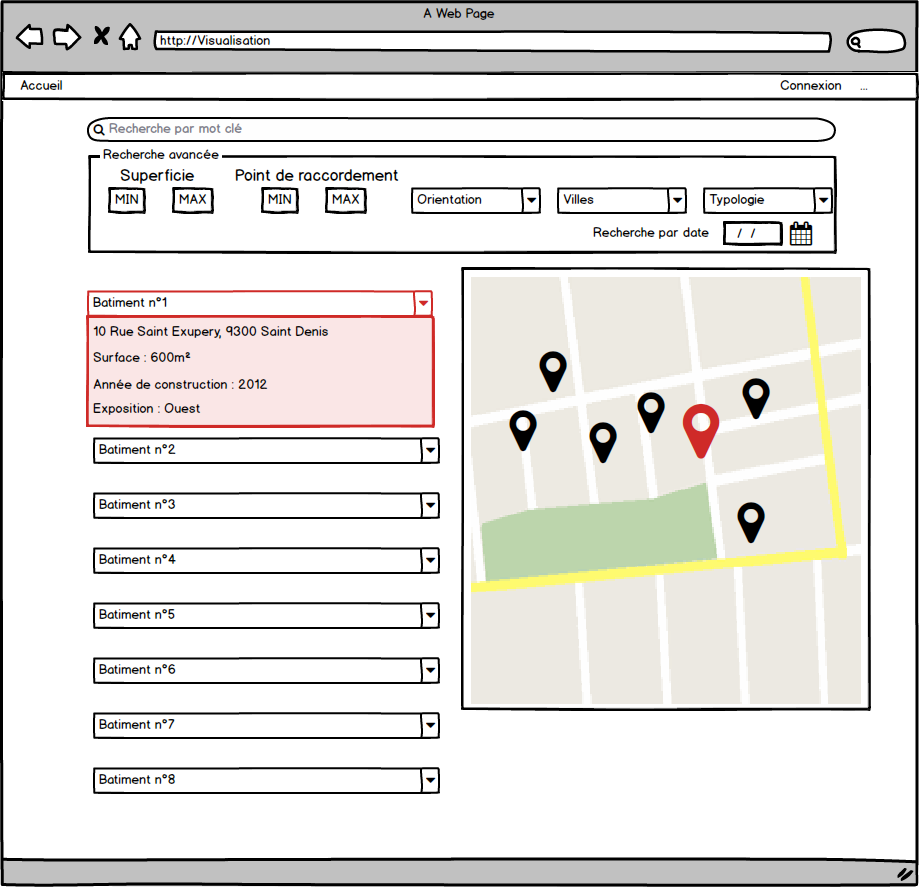 A Web Page
http://Visualisation
Accueil Connexion ...
Recherche par mot clé
Recherche avancée
Superficie Point de raccordement
MIN MAX MIN MAX Orientation Villes Typologie
Recherche par date / /
Batiment n°1
10 Rue Saint Exupery, 9300 Saint Denis
Surface : 600m²
Année de construction : 2012
Exposition : Ouest
Batiment n°2
Batiment n°3
Batiment n°4
Batiment n°5
Batiment n°6
Batiment n°7
Batiment n°8